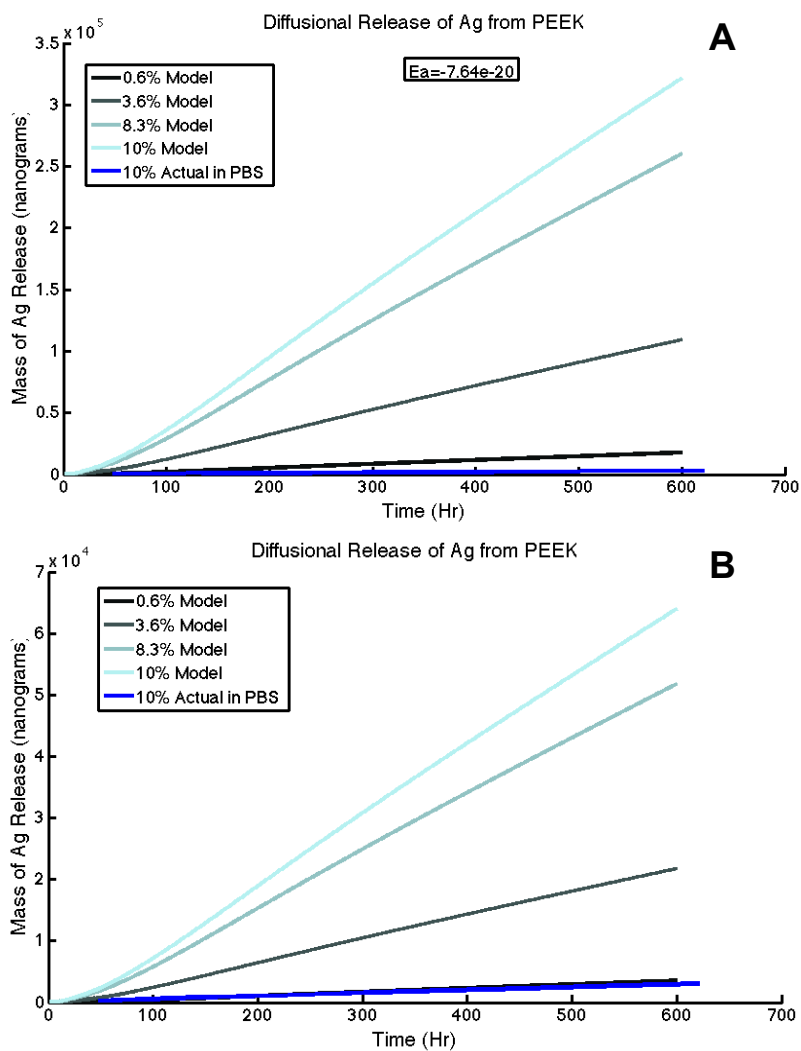 Diffusional Release of Ag from PEEK
A
x 10^5
Ea=-7.64e-20
0.6% Model
3.6% Model
8.3% Model
10% Model
10% Actual in PBS
Mass of Ag Release (nanograms)
3.5
3
2.5
2
1.5
1
0.5
0
0 100 200 300 400 500 600 700
Time (Hr)
Diffusional Release of Ag from PEEK
B
x 10^4
0.6% Model
3.6% Model
8.3% Model
10% Model
10% Actual in PBS
Mass of Ag Release (nanograms)
7
6
5
4
3
2
1
0
0 100 200 300 400 500 600 700
Time (Hr)